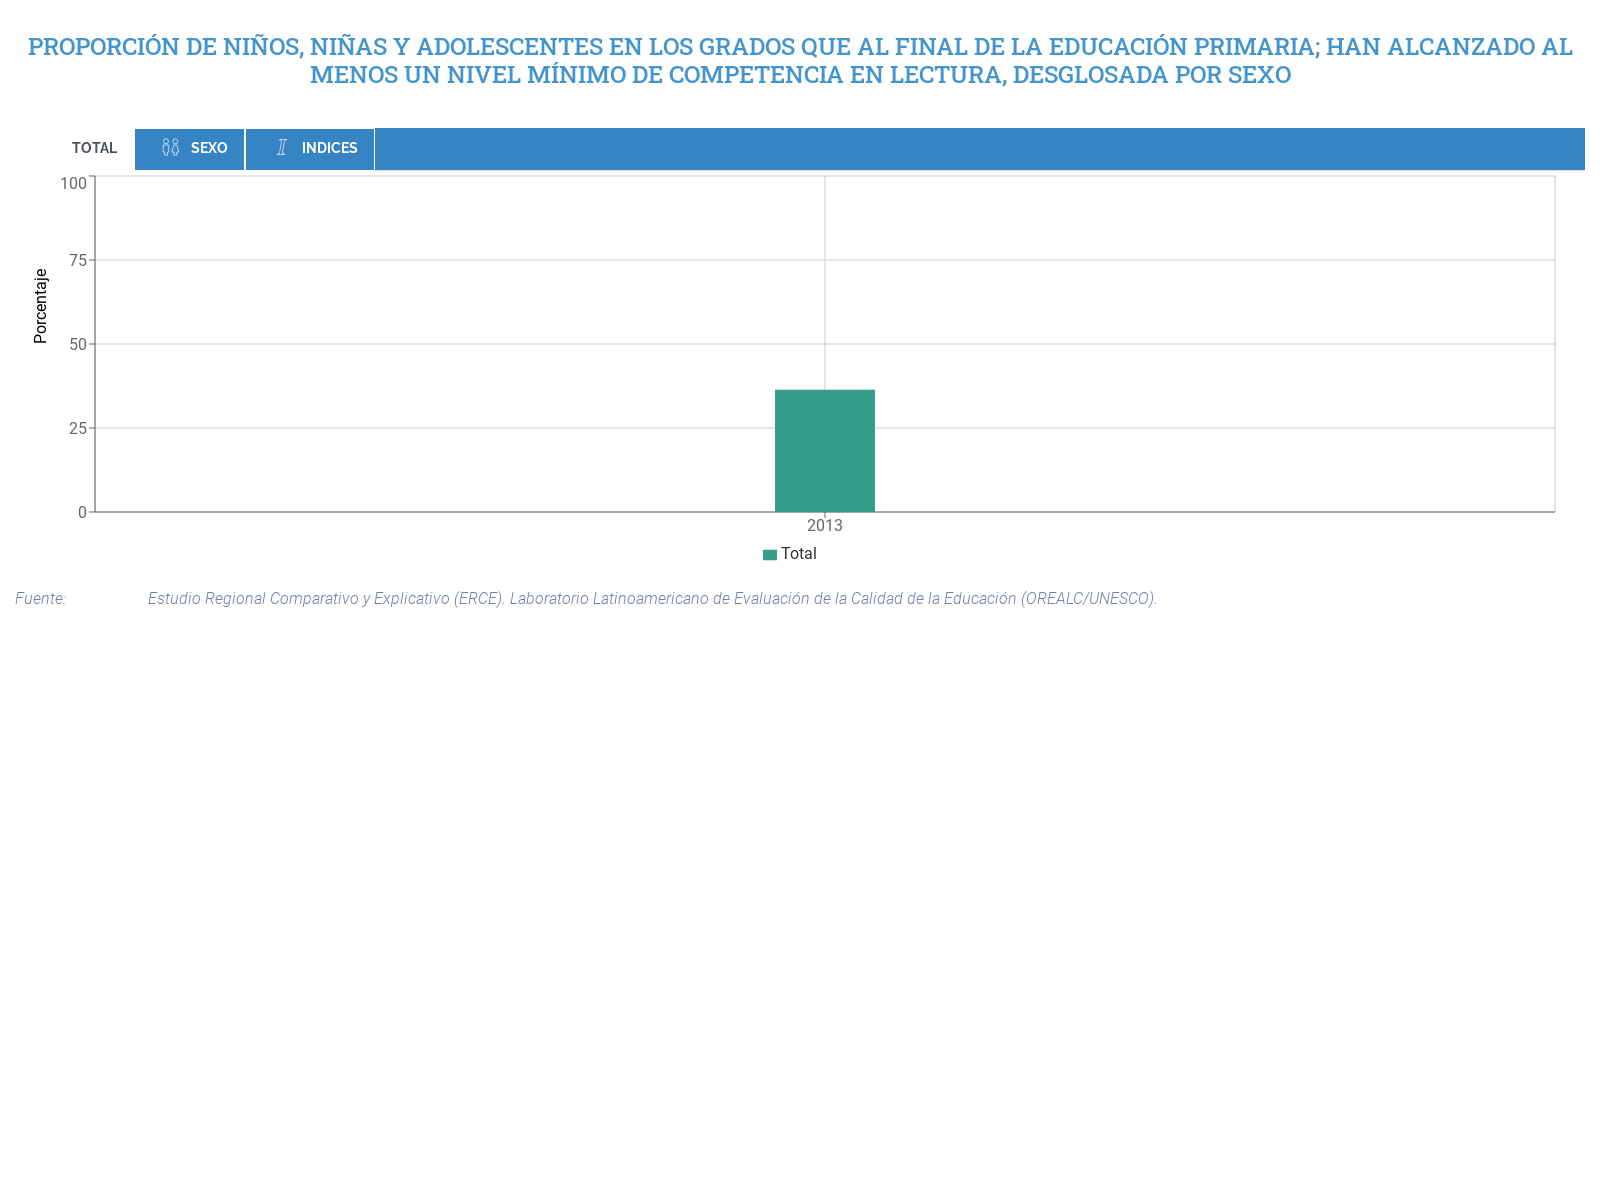 PROPORCIÓN DE NIÑOS, NIÑAS Y ADOLESCENTES EN LOS GRADOS QUE AL FINAL DE LA EDUCACIÓN PRIMARIA; HAN ALCANZADO AL
MENOS UN NIVEL MÍNIMO DE COMPETENCIA EN LECTURA, DESGLOSADA POR SEXO
TOTAL SEXO INDICES
100
75
50
25
0
Porcentaje
2013
Total
Fuente: Estudio Regional Comparativo y Explicativo (ERCE). Laboratorio Latinoamericano de Evaluación de la Calidad de la Educación (OREALC/UNESCO).